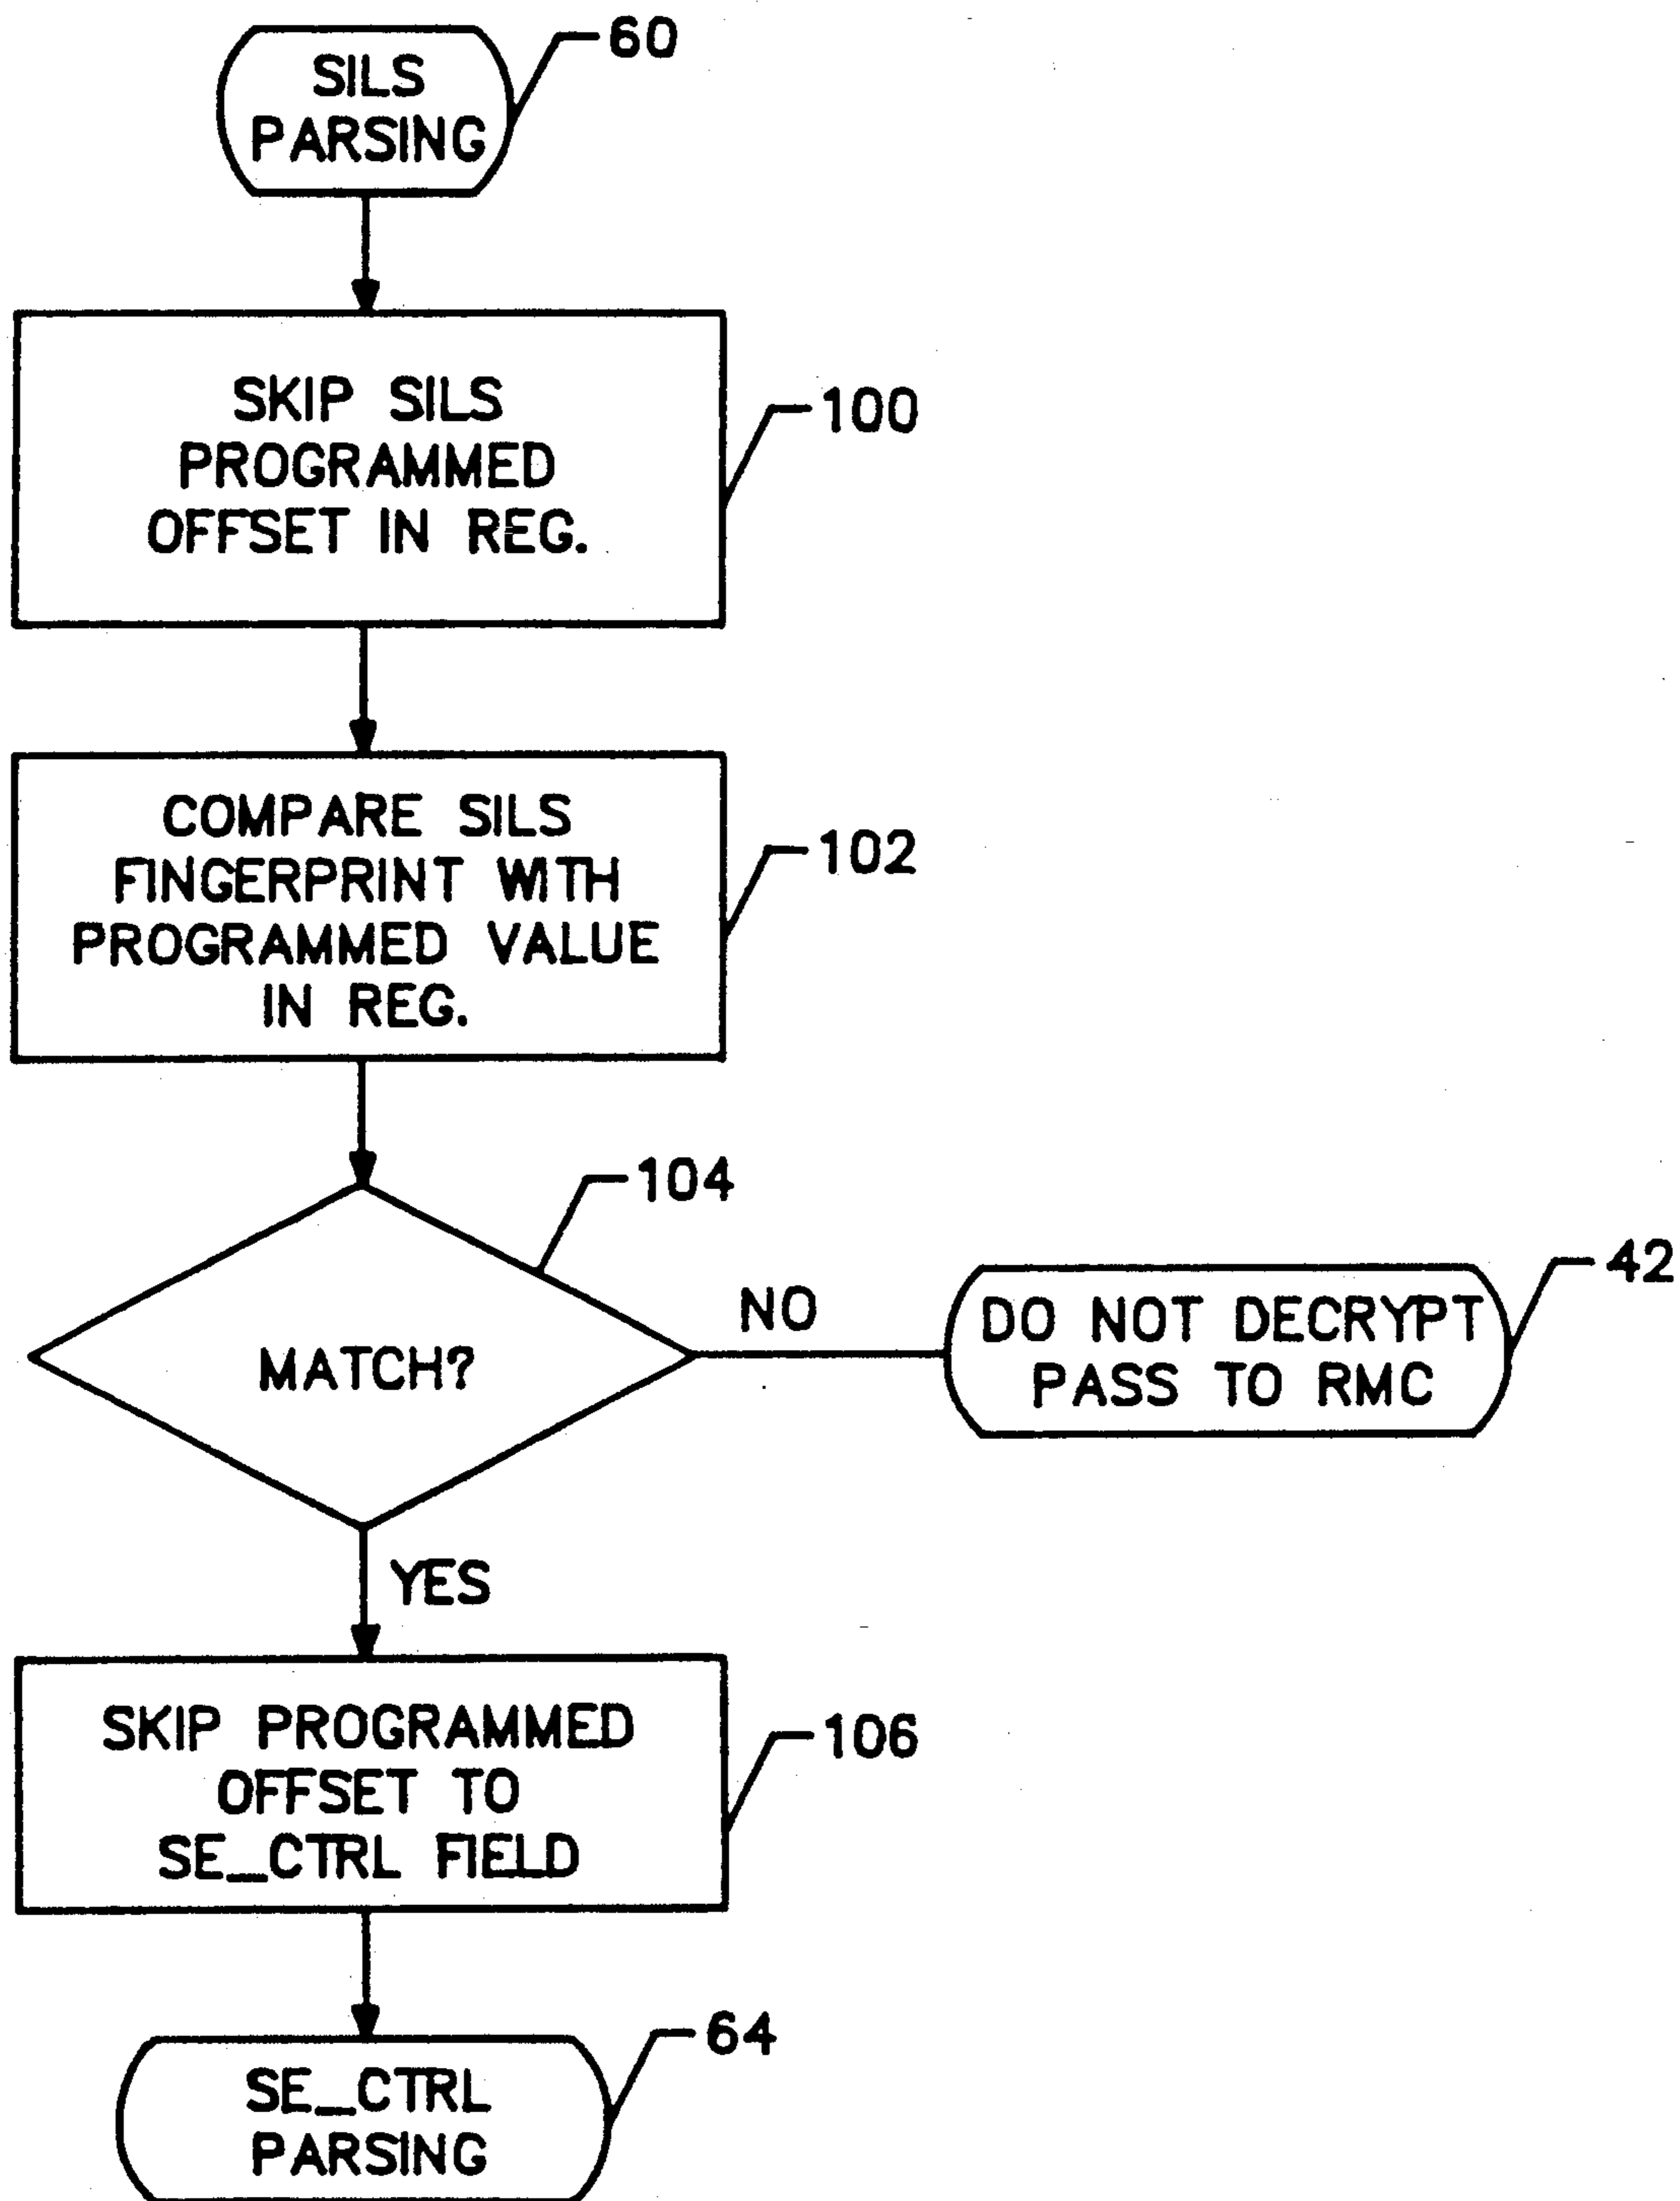 SILS
PARSING
60
SKIP SILS
PROGRAMMED
OFFSET IN REG.
100
COMPARE SILS
FINGERPRINT WITH
PROGRAMMED VALUE
IN REG.
102
104
MATCH?
NO
DO NOT DECRYPT
PASS TO RMC
42
YES
SKIP PROGRAMMED
OFFSET TO
SE_CTRL FIELD
106
SE_CTRL
PARSING
64